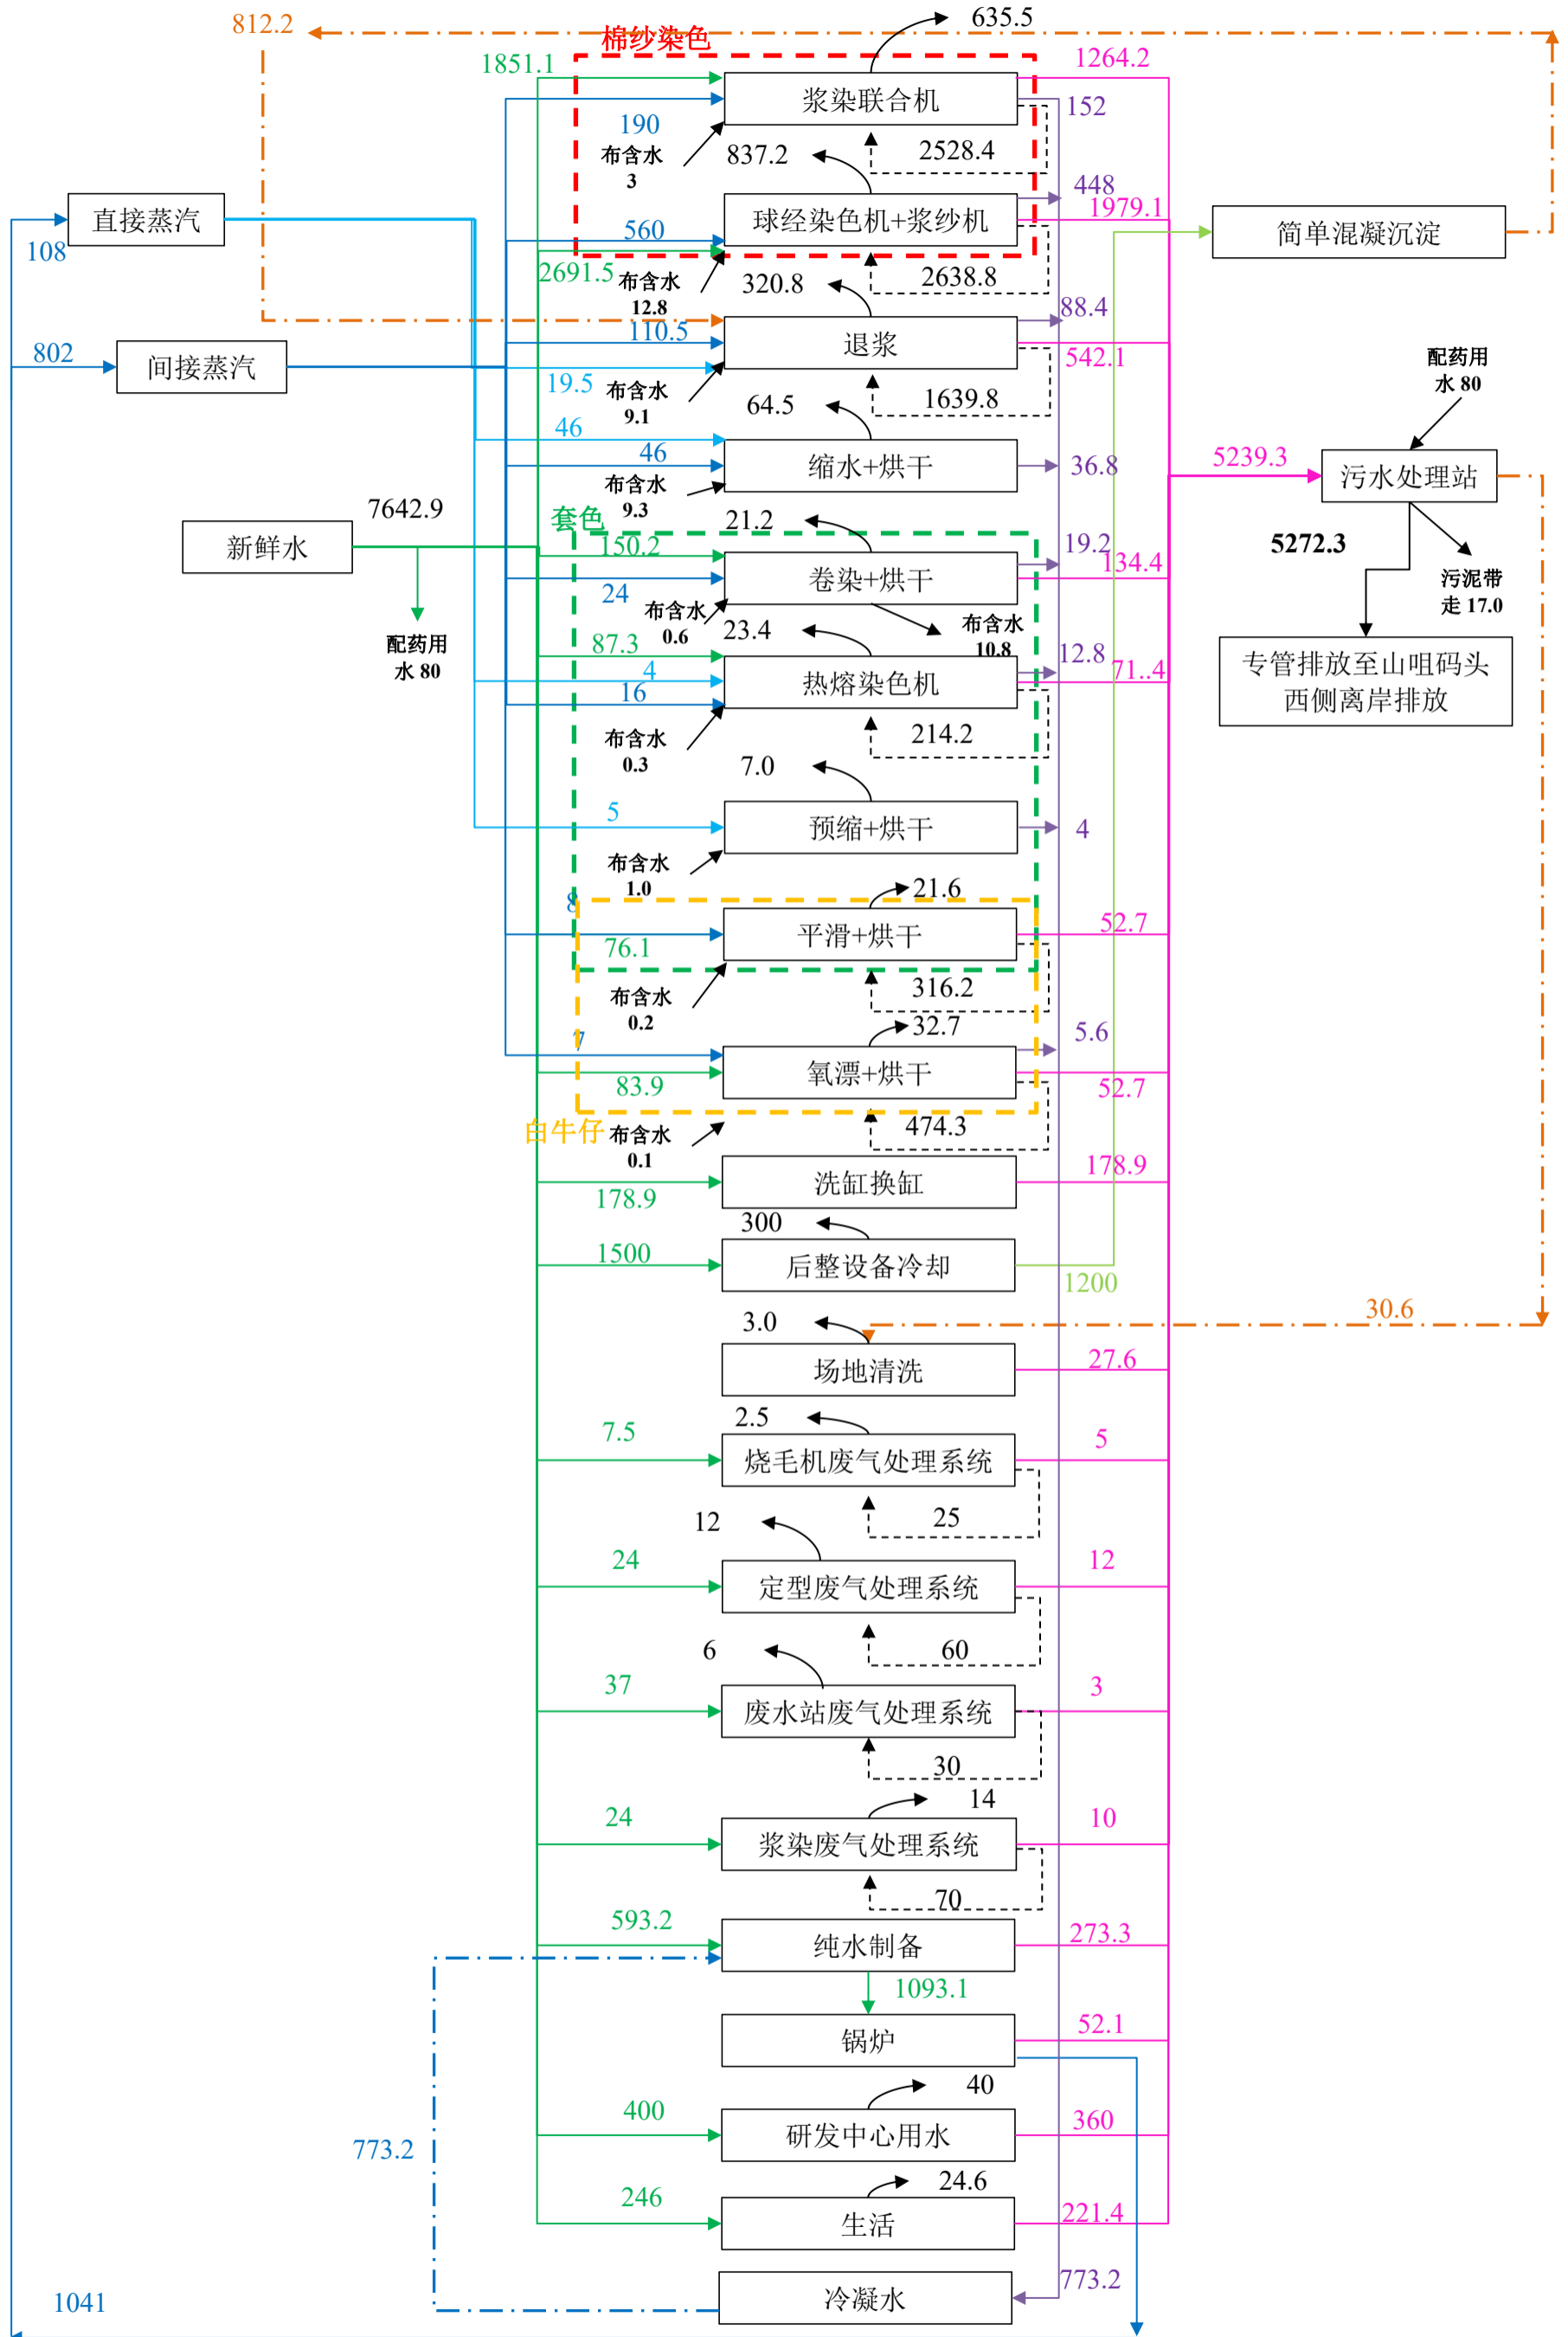 812.2
635.5
棉纱染色
1851.1
1264.2
浆染联合机
190
152
布含水
3
837.2
2528.4
直接蒸汽
108
448
1979.1
球经染色机+浆纱机
560
2691.5
简单混凝沉淀
布含水
12.8
320.8
2638.8
88.4
110.5
退浆
542.1
802
间接蒸汽
19.5
布含水
9.1
64.5
1639.8
配药用
水 80
46
46
缩水+烘干
36.8
布含水
9.3
5239.3
污水处理站
新鲜水
7642.9
套色
21.2
150.2
19.2
134.4
卷染+烘干
24
5272.3
污泥带
走 17.0
布含水
0.6
布含水
10.8
23.4
配药用
水 80
87.3
4
16
热熔染色机
12.8
71..4
专管排放至山咀码头
西侧离岸排放
布含水
0.3
214.2
7.0
5
预缩+烘干
4
布含水
1.0
21.6
8
平滑+烘干
52.7
76.1
布含水
0.2
316.2
32.7
7
氧漂+烘干
5.6
83.9
52.7
白牛仔
布含水
0.1
474.3
洗缸换缸
178.9
178.9
300
1500
后整设备冷却
1200
3.0
30.6
场地清洗
27.6
2.5
7.5
烧毛机废气处理系统
5
25
12
24
定型废气处理系统
12
60
6
37
废水站废气处理系统
3
30
14
24
浆染废气处理系统
10
70
593.2
纯水制备
273.3
1093.1
锅炉
52.1
40
400
研发中心用水
360
773.2
24.6
246
生活
221.4
冷凝水
773.2
1041